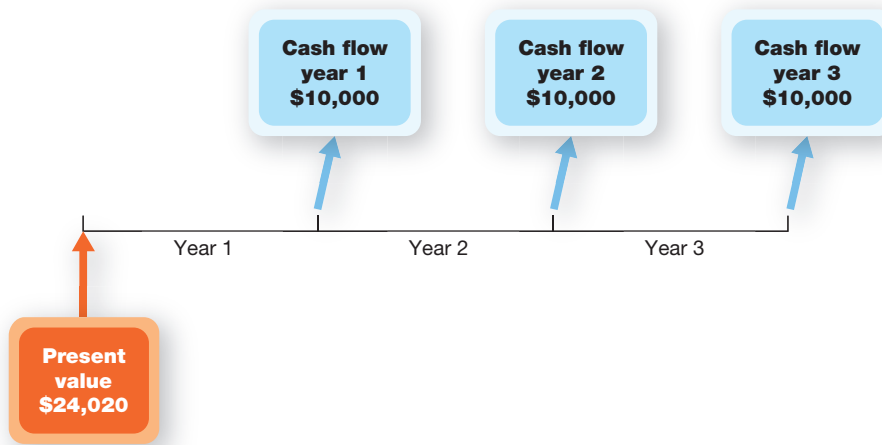 Cash flow
year 1
$10,000
Cash flow
year 2
$10,000
Cash flow
year 3
$10,000
Year 1
Year 2
Year 3
Present
value
$24,020